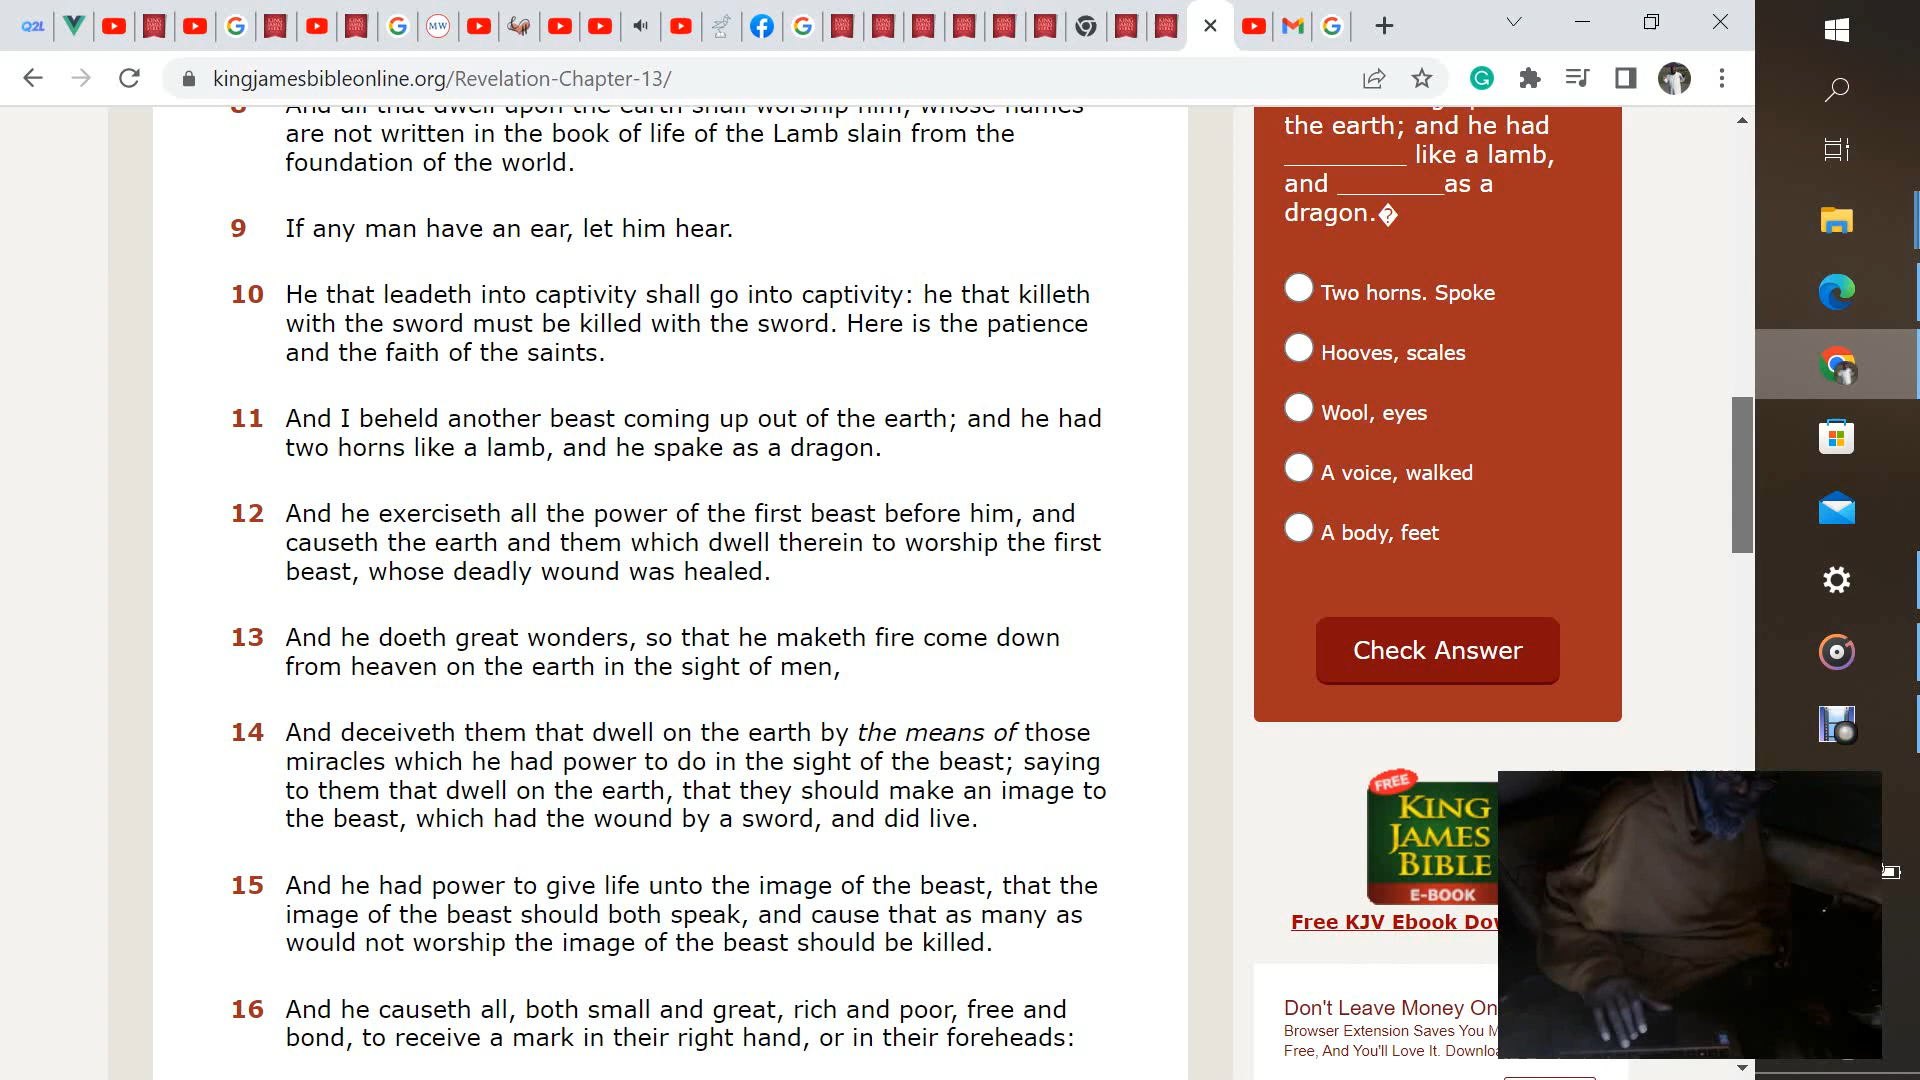 Q2L
MW
kingjamesbibleonline.org/Revelation-Chapter-13/
8 And all that dwell upon the earth shall worship him, whose names
are not written in the book of life of the Lamb slain from the
foundation of the world.
9 If any man have an ear, let him hear.
10 He that leadeth into captivity shall go into captivity: he that killeth
with the sword must be killed with the sword. Here is the patience
and the faith of the saints.
11 And I beheld another beast coming up out of the earth; and he had
two horns like a lamb, and he spake as a dragon.
12 And he exerciseth all the power of the first beast before him, and
causeth the earth and them which dwell therein to worship the first
beast, whose deadly wound was healed.
13 And he doeth great wonders, so that he maketh fire come down
from heaven on the earth in the sight of men,
14 And deceiveth them that dwell on the earth by the means of those
miracles which he had power to do in the sight of the beast; saying
to them that dwell on the earth, that they should make an image to
the beast, which had the wound by a sword, and did live.
15 And he had power to give life unto the image of the beast, that the
image of the beast should both speak, and cause that as many as
would not worship the image of the beast should be killed.
16 And he causeth all, both small and great, rich and poor, free and
bond, to receive a mark in their right hand, or in their foreheads:
the earth; and he had
__________ like a lamb,
and _________as a
dragon.�
Two horns. Spoke
Hooves, scales
Wool, eyes
A voice, walked
A body, feet
Check Answer
FREE
KING
JAMES
BIBLE
E-BOOK
Free KJV Ebook
Don't Leave Money On
Browser Extension Saves You
Free, And You'll Love It.